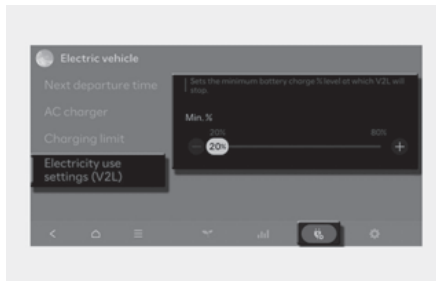 Electric vehicle
Next departure time
AC charger
Charging limit
Electricity use
settings (V2L)
Sets the minimum battery charge % level at which V2L will
stop.
Min. %
20% 80%
20%